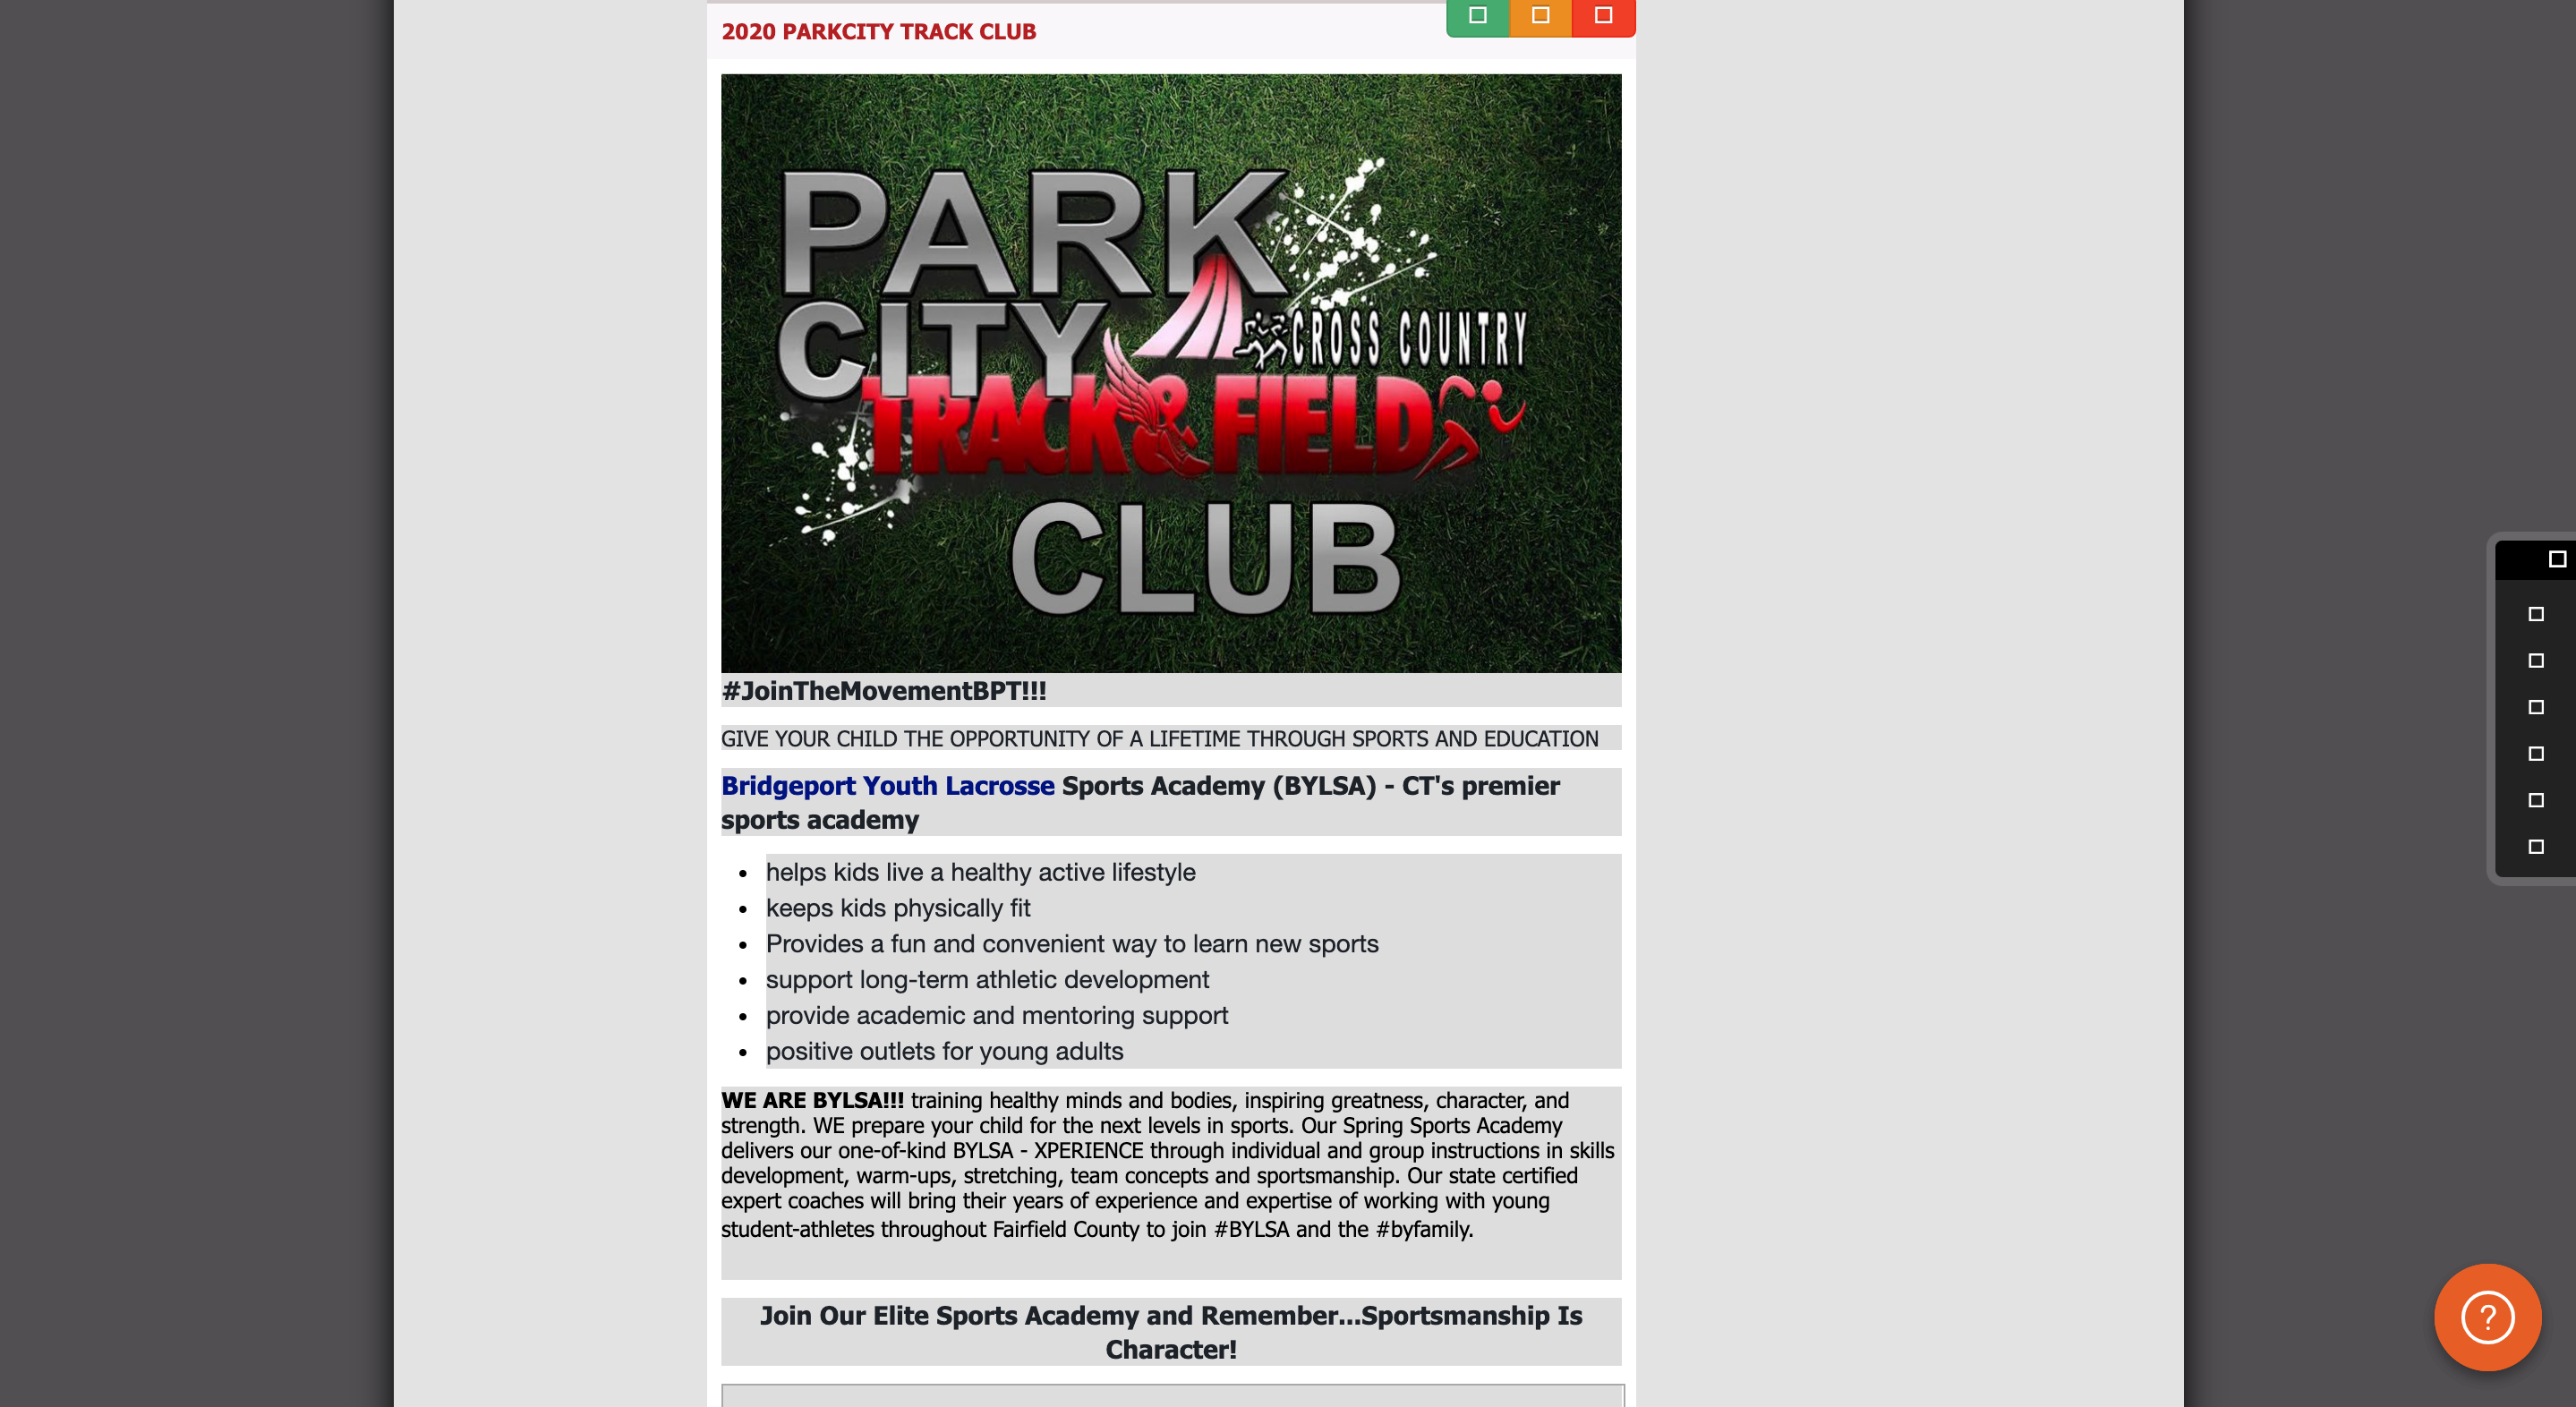 2020 PARKCITY TRACK CLUB
PARK
CITY
CROSS COUNTRY
TRACK & FIELD
CLUB
#JoinTheMovementBPT!!!
GIVE YOUR CHILD THE OPPORTUNITY OF A LIFETIME THROUGH SPORTS AND EDUCATION
Bridgeport Youth Lacrosse Sports Academy (BYLSA) - CT's premier
sports academy
• helps kids live a healthy active lifestyle
• keeps kids physically fit
• Provides a fun and convenient way to learn new sports
• support long-term athletic development
• provide academic and mentoring support
• positive outlets for young adults
WE ARE BYLSA!!! training healthy minds and bodies, inspiring greatness, character, and
strength. WE prepare your child for the next levels in sports. Our Spring Sports Academy
delivers our one-of-kind BYLSA - XPERIENCE through individual and group instructions in skills
development, warm-ups, stretching, team concepts and sportsmanship. Our state certified
expert coaches will bring their years of experience and expertise of working with young
student-athletes throughout Fairfield County to join #BYLSA and the #byfamily.
Join Our Elite Sports Academy and Remember...Sportsmanship Is
Character!
?